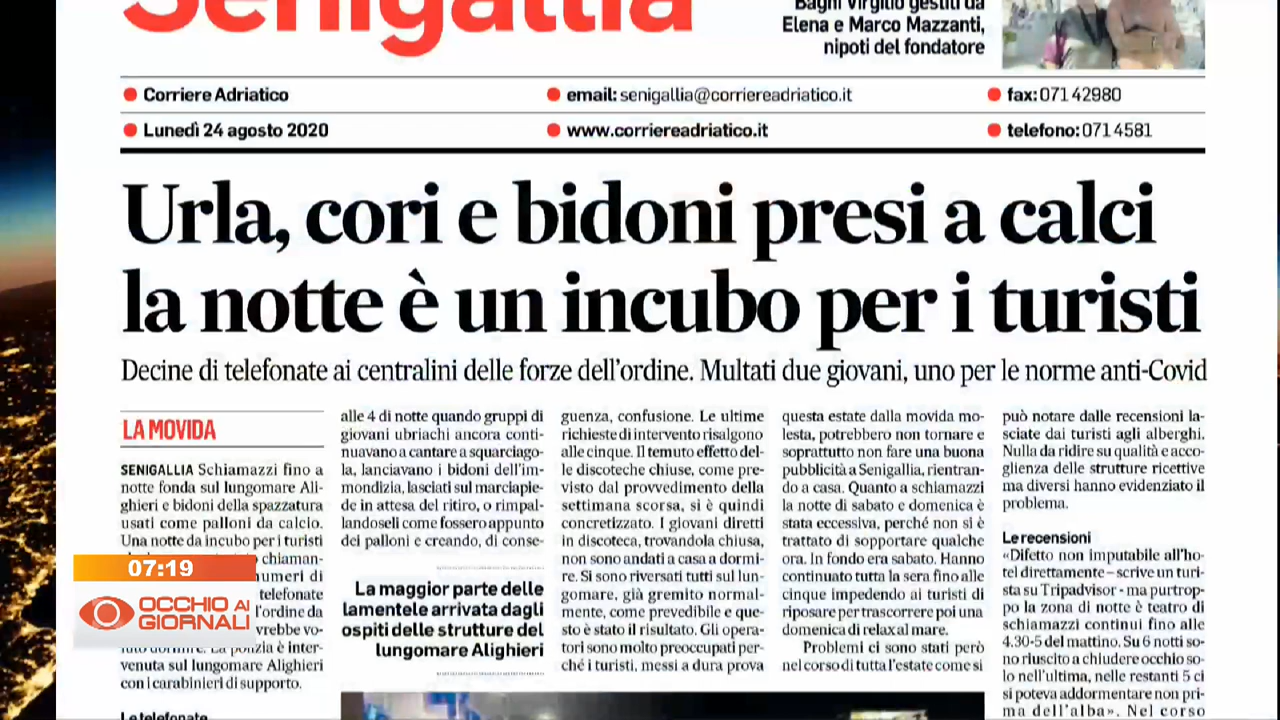 Senigallia
Bagni Virgilio gestiti da
Elena e Marco Mazzanti,
nipoti del fondatore
Corriere Adriatico
email: senigallia@corriereadriatico.it
fax: 071 42980
Lunedì 24 agosto 2020
www.corriereadriatico.it
telefono: 071 4581
Urla, cori e bidoni presi a calci
la notte è un incubo per i turisti
Decine di telefonate ai centralini delle forze dell'ordine. Multati due giovani, uno per le norme anti-Covid
LA MOVIDA
SENIGALLIA Schiamazzi fino a
notte fonda sul lungomare Ali-
ghieri e bidoni della spazzatura
usati come palloni da calcio.
Una notte da incubo per i turisti
chiaman-
numeri di
telefonate
l'ordine da
vrebbe vo-
luto dormire. La polizia è inter-
venuta sul lungomare Alighieri
con i carabinieri di supporto.
Le telefonate
alle 4 di notte quando gruppi di
giovani ubriachi ancora conti-
nuavano a cantare a squarciago-
la, lanciavano i bidoni dell'im-
mondizia, lasciati sul marciapie-
de in attesa del ritiro, o rimpal-
landoseli come fossero appunto
dei palloni e creando, di conse-
La maggior parte delle
lamentele arrivata dagli
ospiti delle strutture del
lungomare Alighieri
guenza, confusione. Le ultime
richieste di intervento risalgono
alle cinque. Il temuto effetto del-
le discoteche chiuse, come pre-
visto dal provvedimento della
settimana scorsa, si è quindi
concretizzato. I giovani diretti
in discoteca, trovandola chiusa,
non sono andati a casa a dormi-
re. Si sono riversati tutti sul lun-
gomare, già gremito normal-
mente, come prevedibile e que-
sto è stato il risultato. Gli opera-
tori sono molto preoccupati per-
ché i turisti, messi a dura prova
questa estate dalla movida mo-
lesta, potrebbero non tornare e
soprattutto non fare una buona
pubblicità a Senigallia, rientran-
do a casa. Quanto a schiamazzi
la notte di sabato e domenica è
stata eccessiva, perché non si è
trattato di sopportare qualche
ora. In fondo era sabato. Hanno
continuato tutta la sera fino alle
cinque impedendo ai turisti di
riposare per trascorrere poi una
domenica di relax al mare.
Problemi ci sono stati però
nel corso di tutta l'estate come si
può notare dalle recensioni la-
sciate dai turisti agli alberghi.
Nulla da ridire su qualità e acco-
glienza delle strutture ricettive
ma diversi hanno evidenziato il
problema.
Le recensioni
«Difetto non imputabile all'ho-
tel direttamente – scrive un turi-
sta su Tripadvisor - ma purtrop-
po la zona di notte è teatro di
schiamazzi continui fino alle
4.30-5 del mattino. Su 6 notti so-
no riuscito a chiudere occhio so-
lo nell'ultima, nelle restanti 5 ci
si poteva addormentare non pri-
ma dell'alba». Nel corso
07:19
OCCHIO AI
GIORNALI